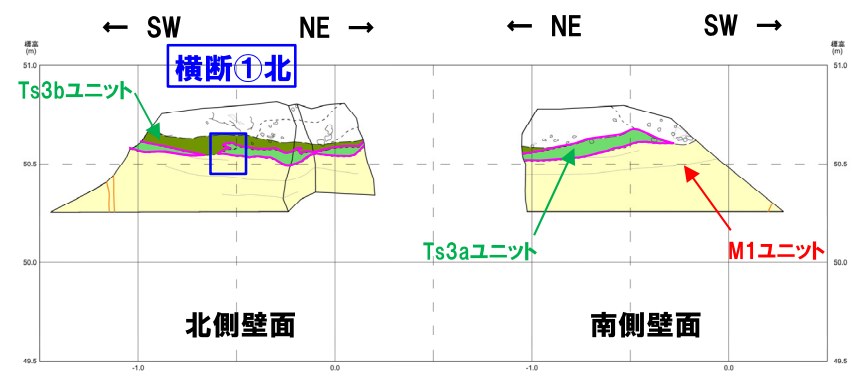 ← SW NE →
← NE SW →
標高
(m)
標高
(m)
横断①北
Ts3bユニット
51.0
51.0
50.5
50.5
Ts3aユニット
M1ユニット
50.0
50.0
北側壁面
南側壁面
49.5
49.5
-1.0
0.0
-1.0
0.0